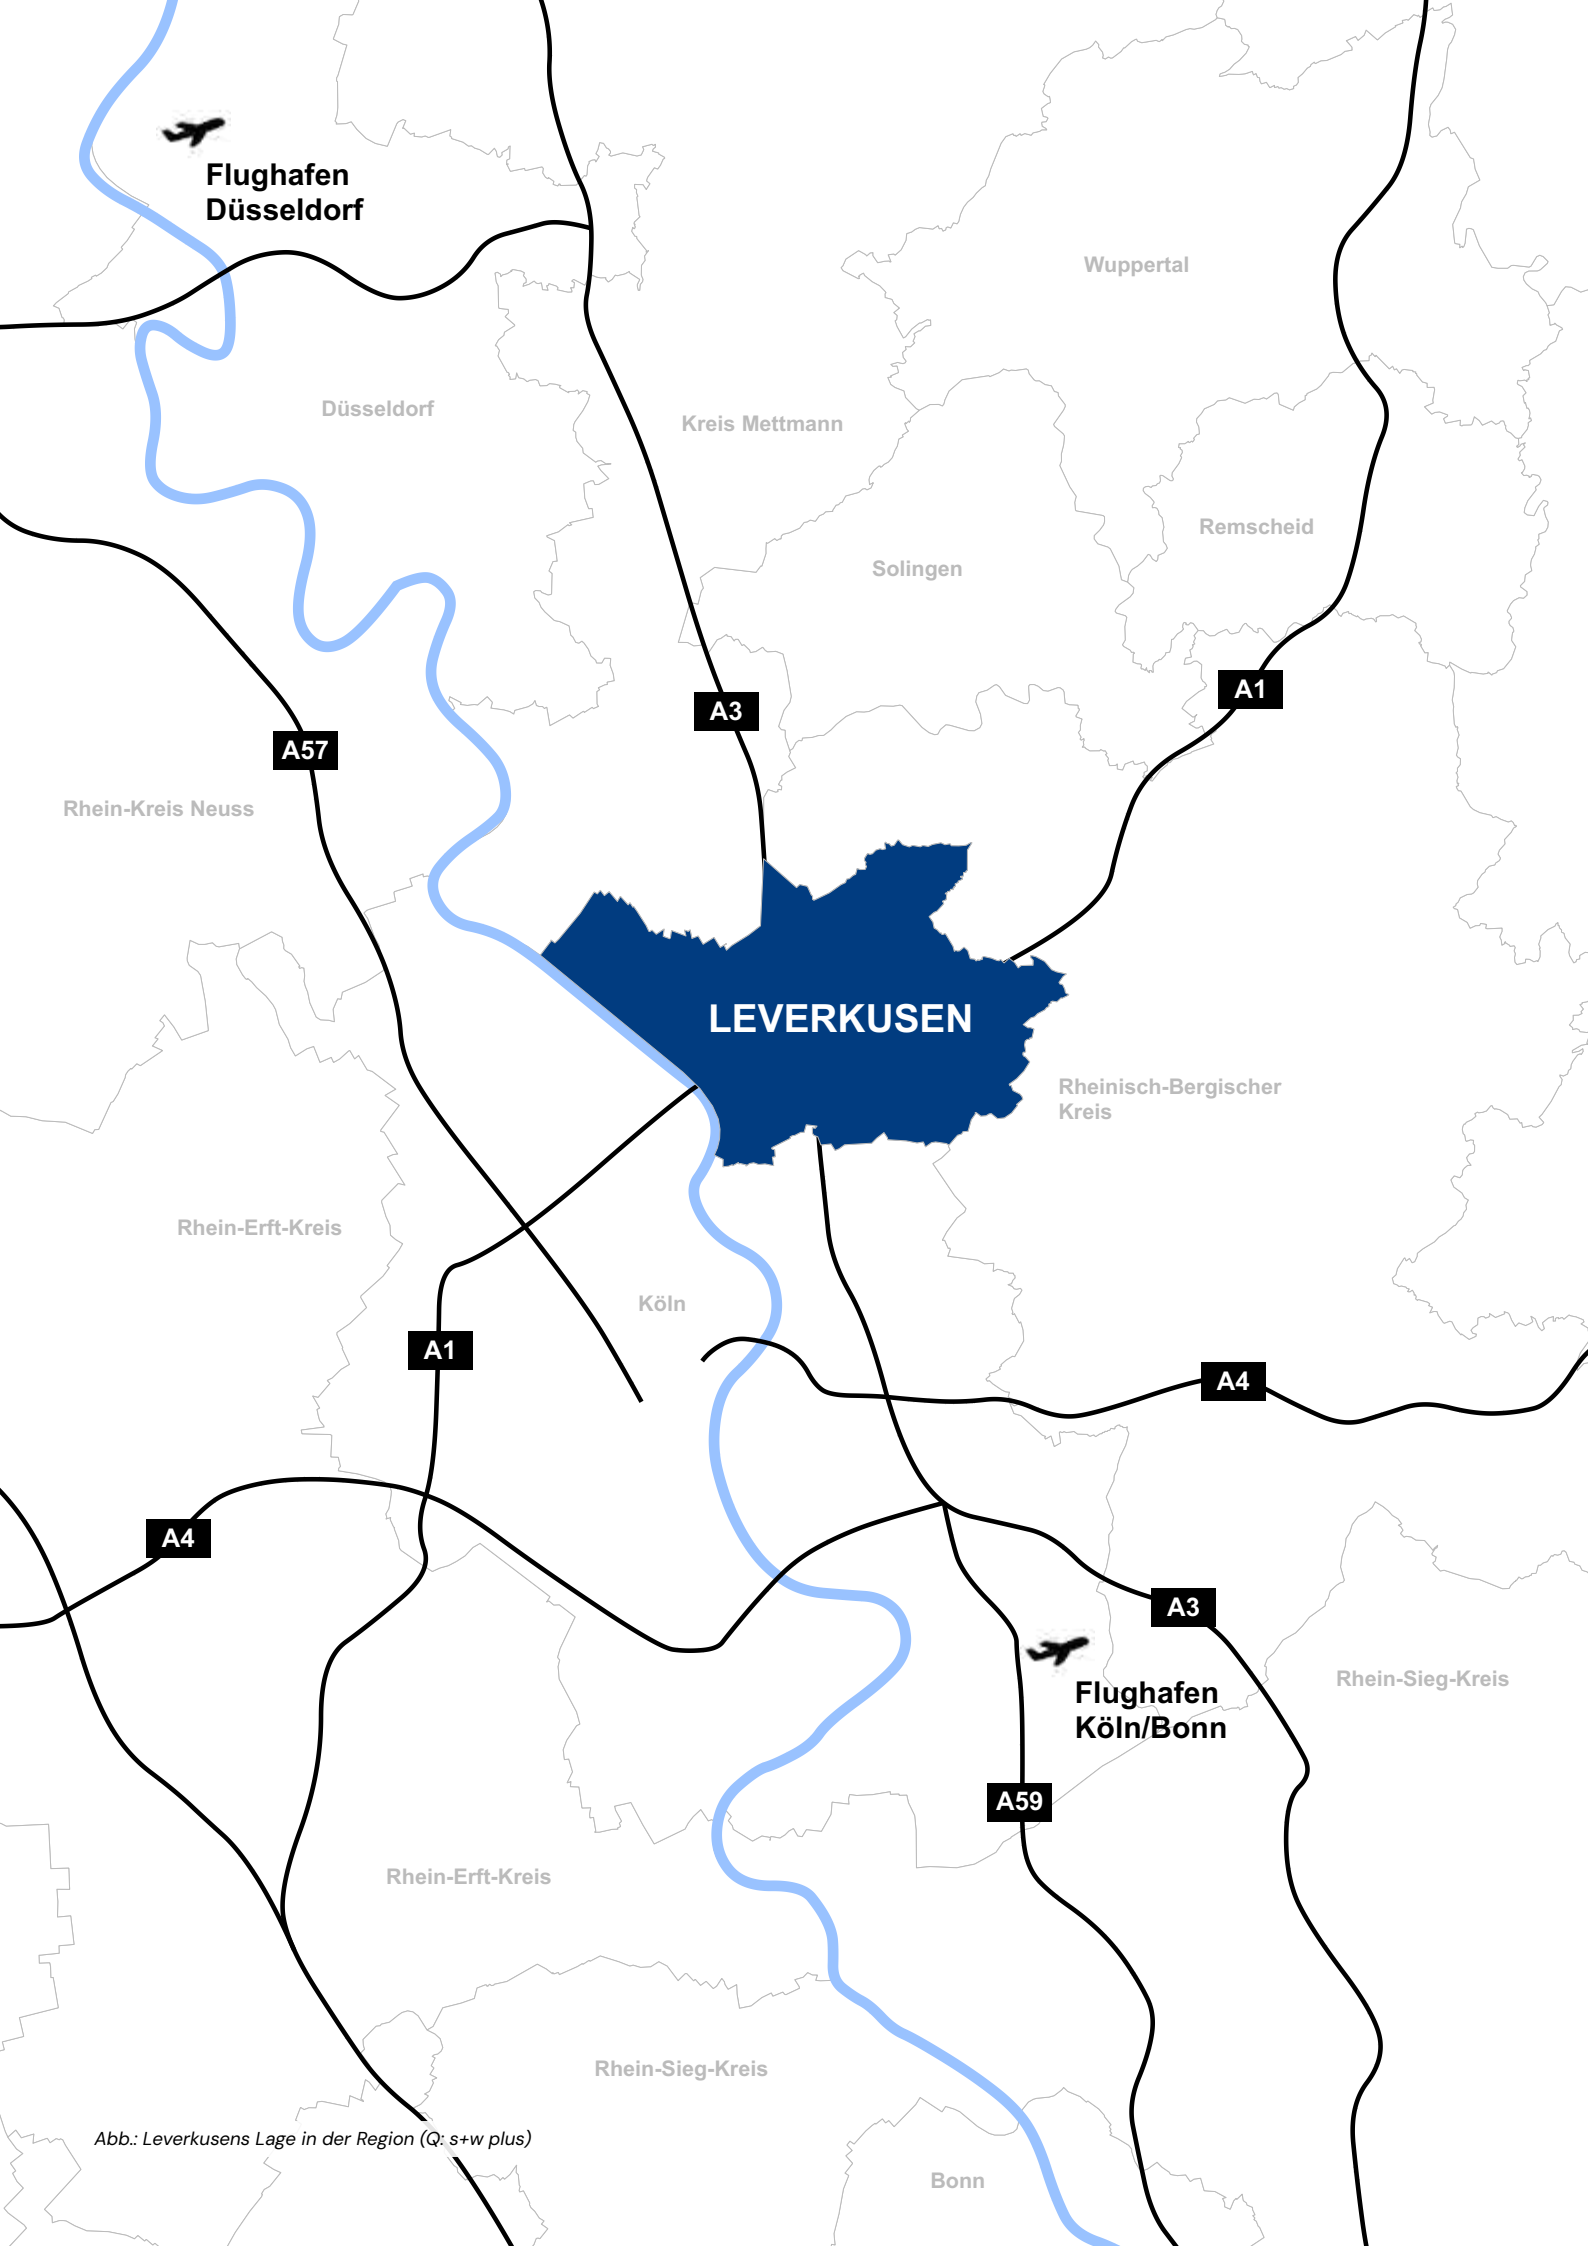 Flughafen
Düsseldorf
Wuppertal
Düsseldorf
Kreis Mettmann
Remscheid
Solingen
A1
A3
A57
Rhein-Kreis Neuss
LEVERKUSEN
Rheinisch-Bergischer
Kreis
Rhein-Erft-Kreis
Köln
A1
A4
A4
A3
Flughafen
Köln/Bonn
Rhein-Sieg-Kreis
A59
Rhein-Erft-Kreis
Rhein-Sieg-Kreis
Abb.: Leverkusens Lage in der Region (Q: s+w plus)
Bonn